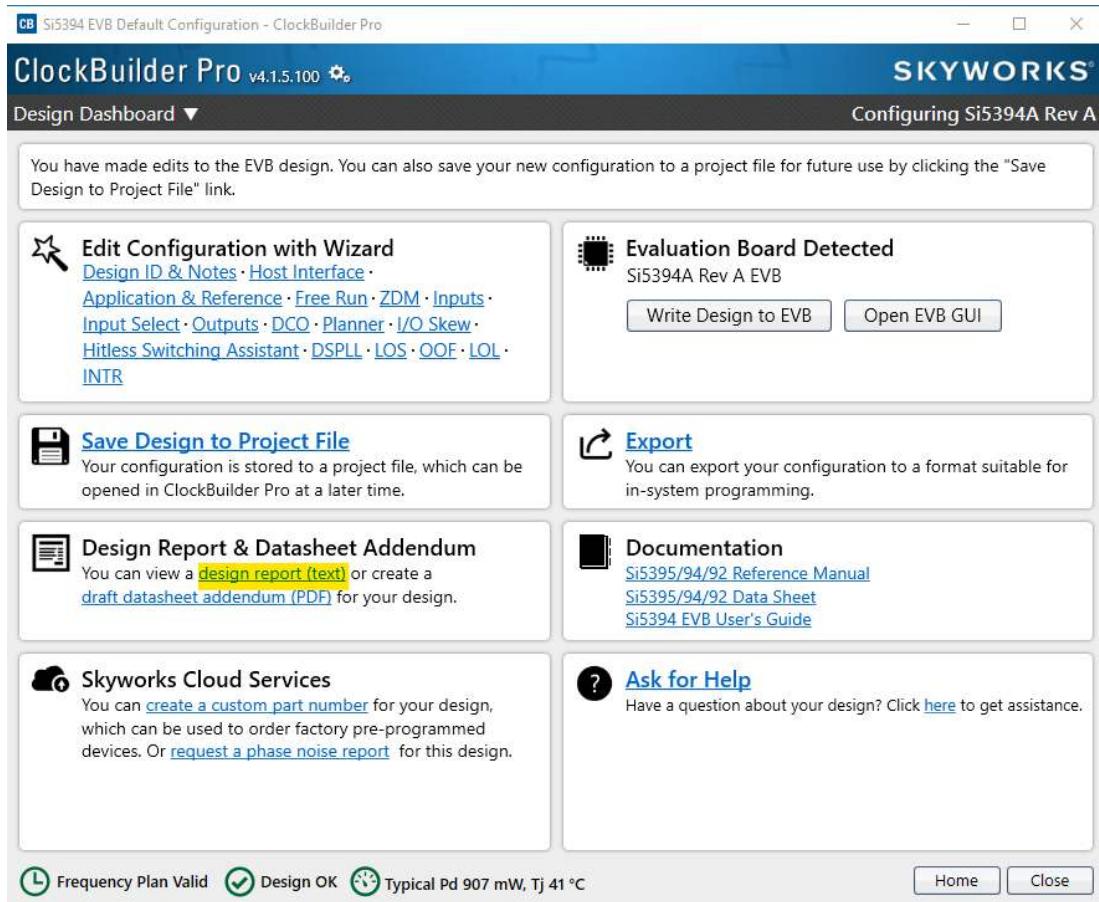 CB Si5394 EVB Default Configuration - ClockBuilder Pro
ClockBuilder Pro v4.1.5.100
SKYWORKS®
Design Dashboard ▼
Configuring Si5394A Rev A
You have made edits to the EVB design. You can also save your new configuration to a project file for future use by clicking the "Save
Design to Project File" link.
Edit Configuration with Wizard
Design ID & Notes · Host Interface ·
Application & Reference · Free Run · ZDM · Inputs ·
Input Select · Outputs · DCO · Planner · I/O Skew ·
Hitless Switching Assistant · DSPLL · LOS · OOF · LOL ·
INTR
Evaluation Board Detected
Si5394A Rev A EVB
Write Design to EVB
Open EVB GUI
Save Design to Project File
Your configuration is stored to a project file, which can be
opened in ClockBuilder Pro at a later time.
Export
You can export your configuration to a format suitable for
in-system programming.
Design Report & Datasheet Addendum
You can view a design report (text) or create a
draft datasheet addendum (PDF) for your design.
Documentation
Si5395/94/92 Reference Manual
Si5395/94/92 Data Sheet
Si5394 EVB User's Guide
Skyworks Cloud Services
You can create a custom part number for your design,
which can be used to order factory pre-programmed
devices. Or request a phase noise report for this design.
? Ask for Help
Have a question about your design? Click here to get assistance.
Frequency Plan Valid
Design OK
Typical Pd 907 mW, Tj 41 °C
Home
Close